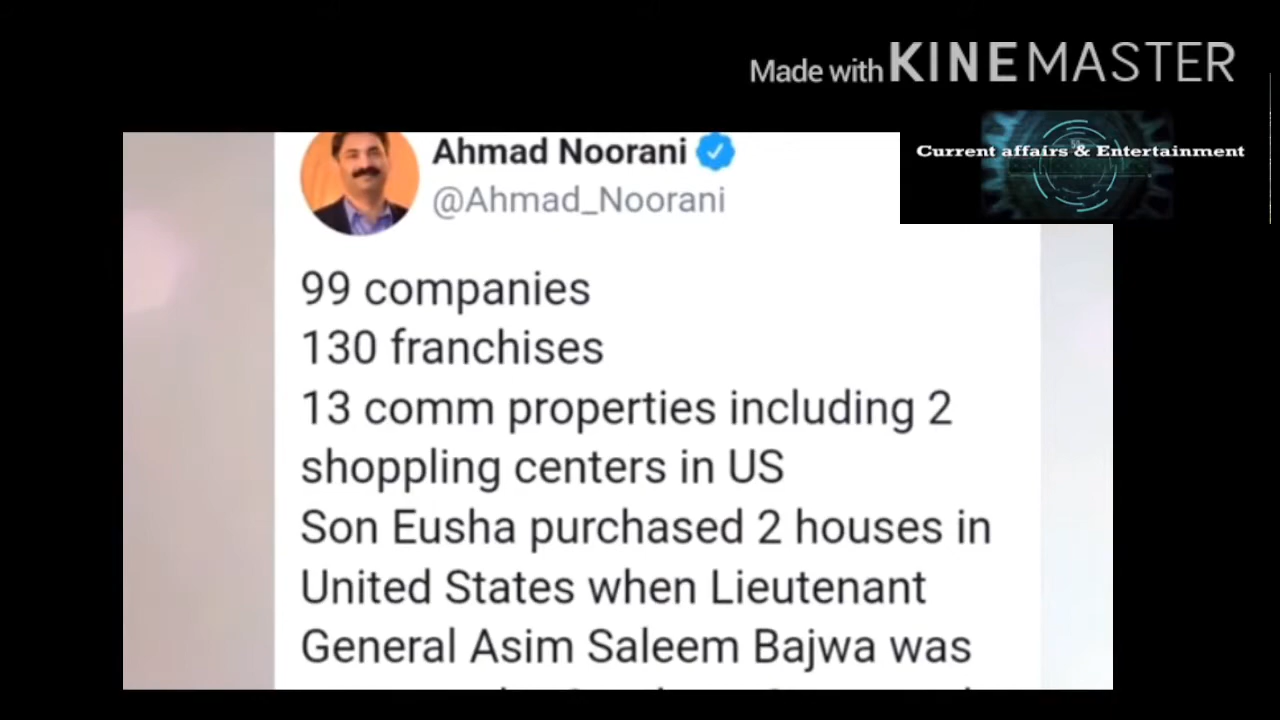 Made with KINEMASTER
Current affairs & Entertainment
Ahmad Noorani
@Ahmad_Noorani
99 companies
130 franchises
13 comm properties including 2
shoppling centers in US
Son Eusha purchased 2 houses in
United States when Lieutenant
General Asim Saleem Bajwa was